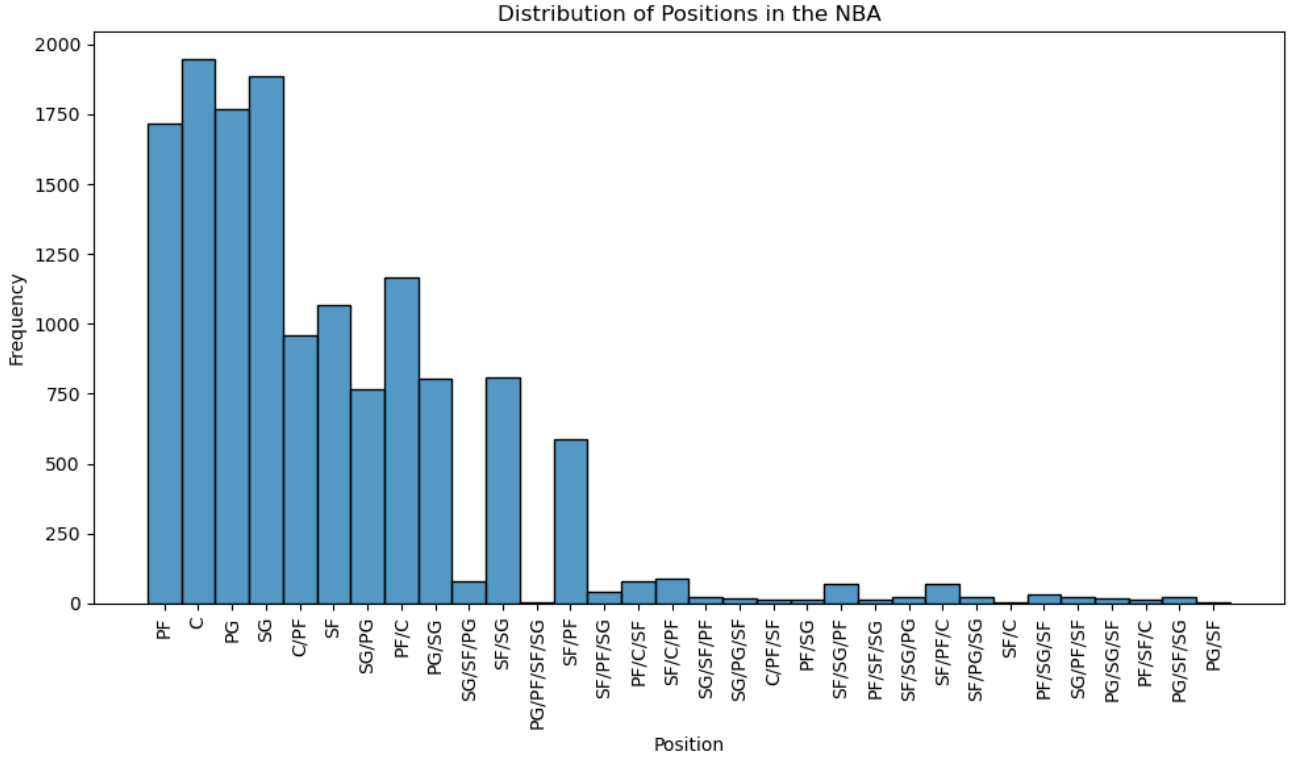 Distribution of Positions in the NBA
2000
1750
1500
1250
1000
750
500
250
0
Frequency
PF
C
PG
SG
C/PF
SF
SG/PG
PF/C
PG/SG
SG/SF/PG
SF/SG
PG/PF/SF/SG
SF/PF
SF/PF/SG
PF/C/SF
SF/C/PF
SG/SF/PF
SG/PG/SF
C/PF/SF
PF/SG
SF/SG/PF
PF/SF/SG
SF/SG/PG
SF/PF/C
SF/PG/SG
SF/C
PF/SG/SF
SG/PF/SF
PG/SG/SF
PF/SF/C
PG/SF/SG
PG/SF
Position